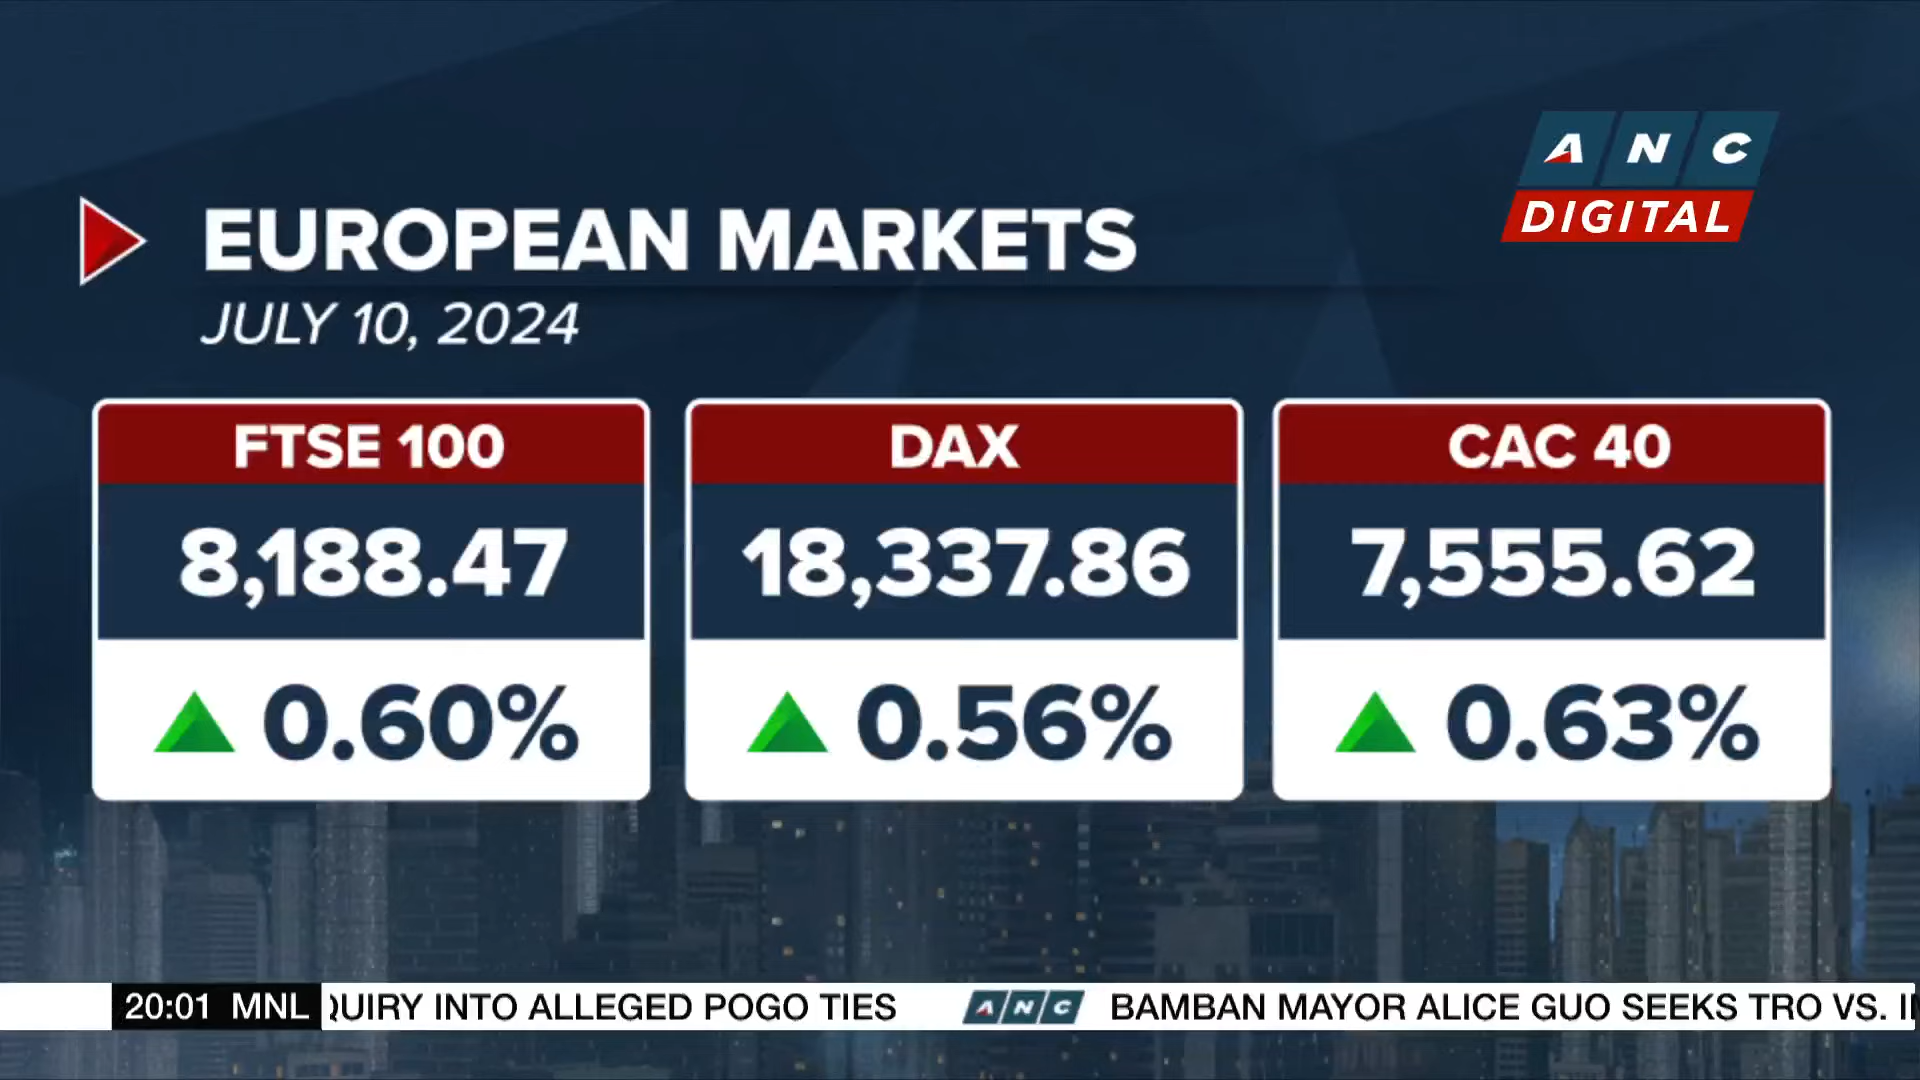 ANC
DIGITAL
EUROPEAN MARKETS
JULY 10, 2024
FTSE 100
8,188.47
0.60%
DAX
18,337.86
0.56%
CAC 40
7,555.62
0.63%
20:01 MNL
INTO ALLEGED POGO TIES
ANC
BAMBAN MAYOR ALICE GUO SEEKS TRO VS.